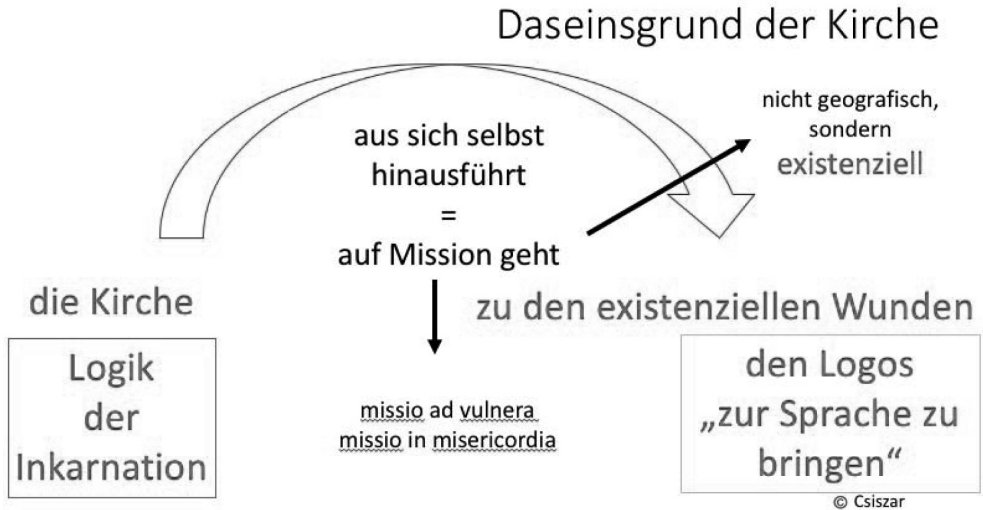 Daseinsgrund der Kirche
nicht geografisch,
sondern
existenziell
aus sich selbst
hinausführt
=
auf Mission geht
die Kirche
zu den existenziellen Wunden
Logik
der
Inkarnation
missio ad vulnera
missio in misericordia
den Logos
„zur Sprache zu
bringen“
© Csiszar